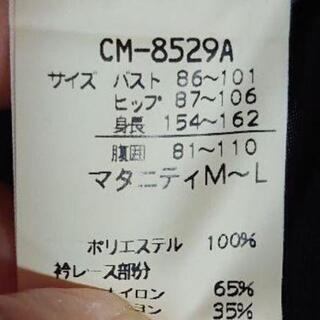 CM-8529A
サイズ バスト 86~101
ヒップ 87~106
身長 154~162
腹囲 81~110
マタニティM~L
ポリエステル 100%
衿レース部分
イロン 65%
ヨン 35%